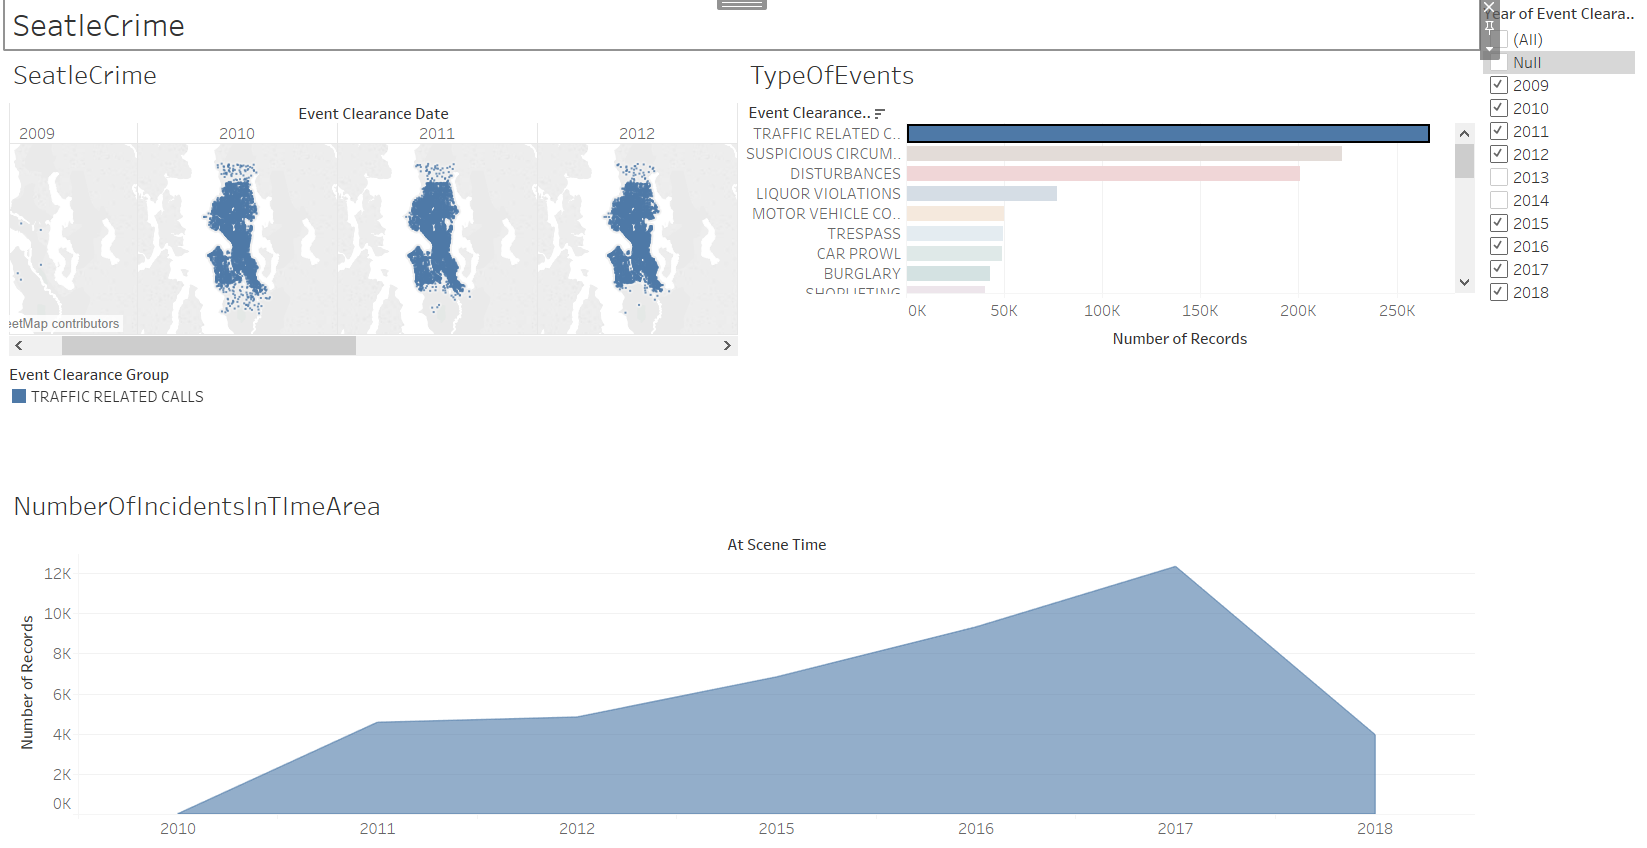 SeatleCrime
SeatleCrime
Event Clearance Date
2009
2010
2011
2012
eetMap contributors
Event Clearance Group
TRAFFIC RELATED CALLS
TypeOfEvents
Event Clearance..
TRAFFIC RELATED C..
SUSPICIOUS CIRCUM..
DISTURBANCES
LIQUOR VIOLATIONS
MOTOR VEHICLE CO..
TRESPASS
CAR PROWL
BURGLARY
SHOPLIFTING
0K
50K
100K
150K
200K
250K
Number of Records
Year of Event Cleara..
(All)
Null
2009
2010
2011
2012
2013
2014
2015
2016
2017
2018
NumberOfIncidentsInTImeArea
At Scene Time
Number of Records
12K
10K
8K
6K
4K
2K
0K
2010
2011
2012
2015
2016
2017
2018